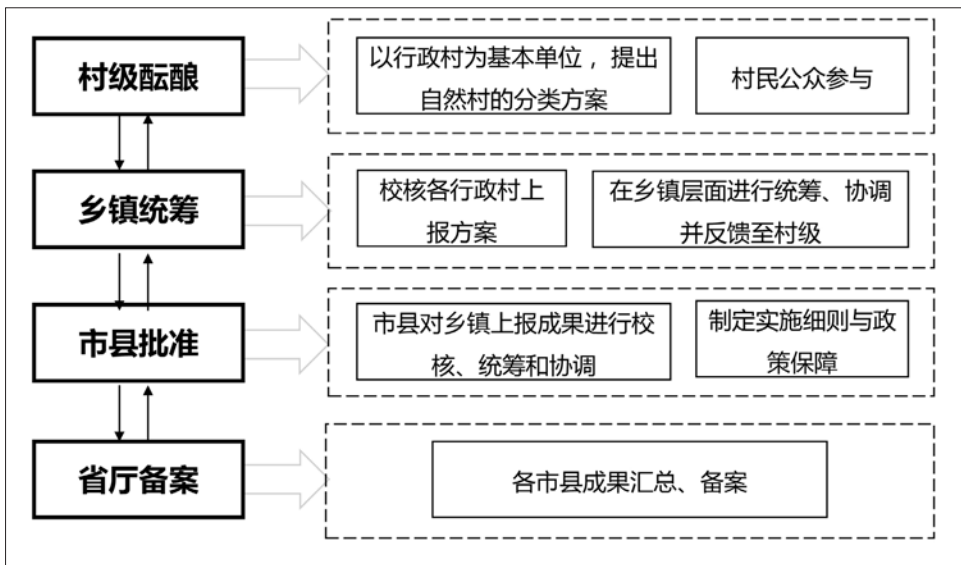 村级酝酿
以行政村为基本单位，提出
自然村的分类方案
村民公众参与
乡镇统筹
校核各行政村上
报方案
在乡镇层面进行统筹、协调
并反馈至村级
市县批准
市县对乡镇上报成果进行校
核、统筹和协调
制定实施细则与政
策保障
省厅备案
各市县成果汇总、备案